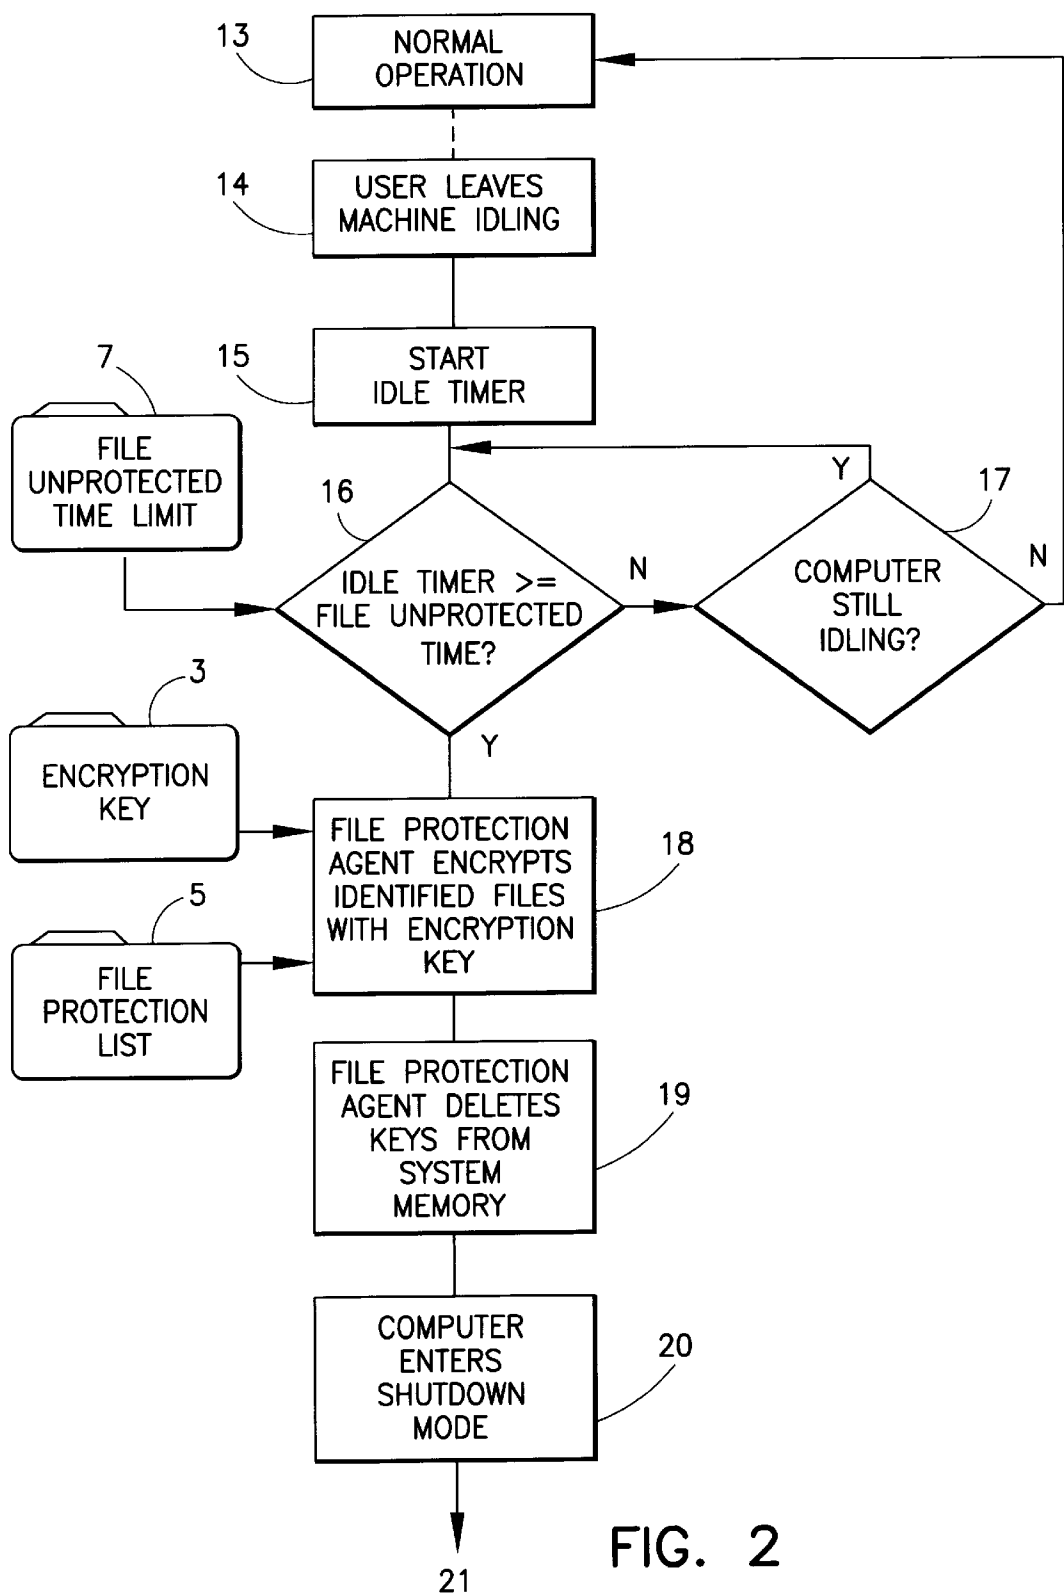 13
NORMAL
OPERATION
14
USER LEAVES
MACHINE IDLING
15
START
IDLE TIMER
7
FILE
UNPROTECTED
TIME LIMIT
16
IDLE TIMER >=
FILE UNPROTECTED
TIME?
N
Y
17
COMPUTER
STILL
IDLING?
Y
N
3
ENCRYPTION
KEY
5
FILE
PROTECTION
LIST
18
FILE PROTECTION
AGENT ENCRYPTS
IDENTIFIED FILES
WITH ENCRYPTION
KEY
19
FILE PROTECTION
AGENT DELETES
KEYS FROM
SYSTEM
MEMORY
20
COMPUTER
ENTERS
SHUTDOWN
MODE
21
FIG. 2